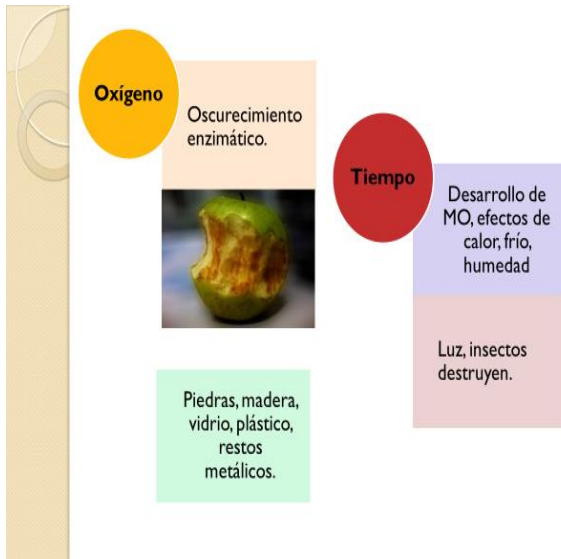 Oxígeno
Oscurecimiento
enzimático.
Tiempo
Desarrollo de
MO, efectos de
calor, frío,
humedad
Luz, insectos
destruyen.
Piedras, madera,
vidrio, plástico,
restos
metálicos.